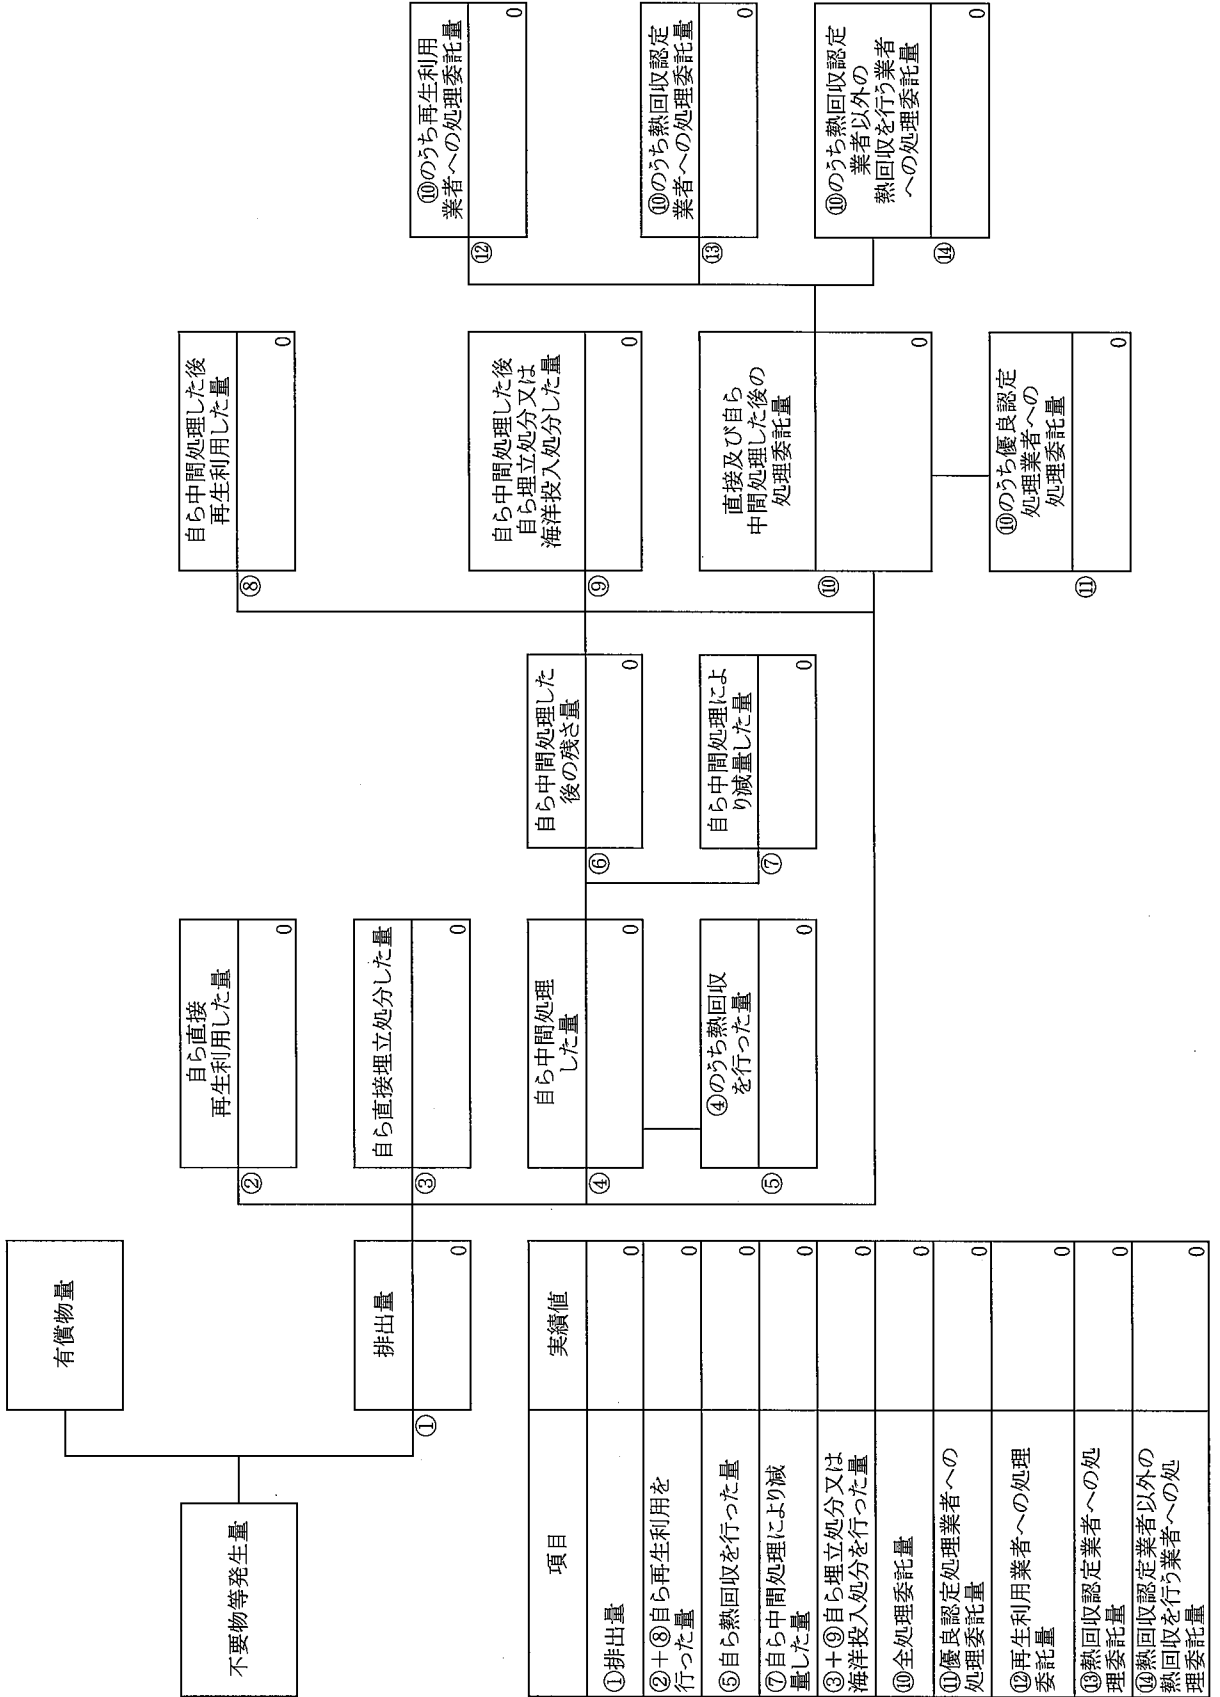 不要物等発生量
有償物量
①
排出量
0
②
自ら直接
再生利用した量
0
③
自ら直接埋立処分した量
0
④
自ら中間処理
した量
0
⑤
④のうち熱回収
を行った量
0
⑥
自ら中間処理した
後の残さ量
0
⑦
自ら中間処理によ
り減量した量
0
⑧
自ら中間処理した後
再生利用した量
0
⑨
自ら中間処理した後
自ら埋立処分又は
海洋投入処分した量
0
⑩
直接及び自ら
中間処理した後の
処理委託量
0
⑪
⑩のうち優良認定
処理業者への
処理委託量
0
⑫
⑩のうち再生利用
業者への処理委託量
0
⑬
⑩のうち熱回収認定
業者への処理委託量
0
⑭
⑩のうち熱回収認定
業者以外の
熱回収を行う業者
への処理委託量
0
項目 実績値
①排出量 0
②+⑧自ら再生利用を
行った量 0
⑤自ら熱回収を行った量 0
⑦自ら中間処理により減
量した量 0
③+⑨自ら埋立処分又は
海洋投入処分を行った量 0
⑩全処理委託量 0
⑪優良認定処理業者への
処理委託量 0
⑫再生利用業者への処理
委託量 0
⑬熱回収認定業者への処
理委託量 0
⑭熱回収認定業者以外の
熱回収を行う業者への処
理委託量 0